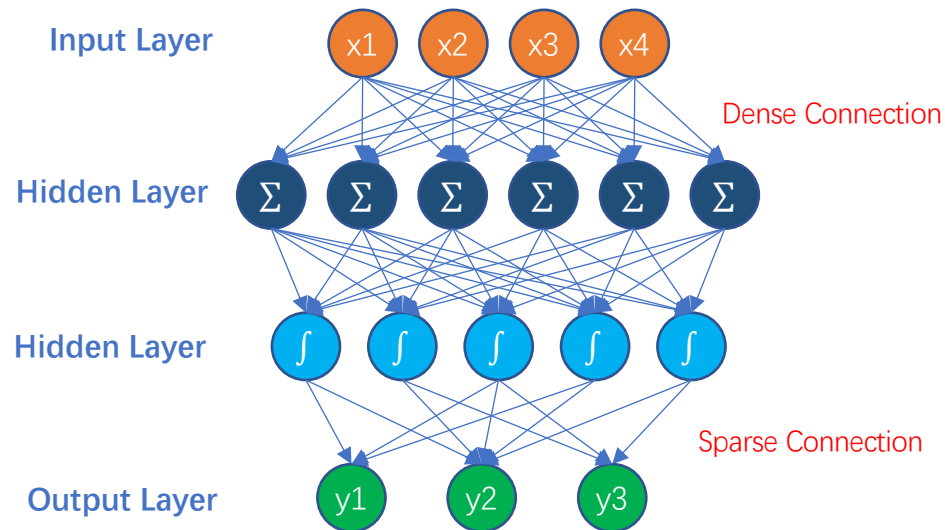 Input Layer x1 x2 x3 x4
Dense Connection
Hidden Layer Σ Σ Σ Σ Σ Σ
Hidden Layer ∫ ∫ ∫ ∫ ∫
Sparse Connection
Output Layer y1 y2 y3